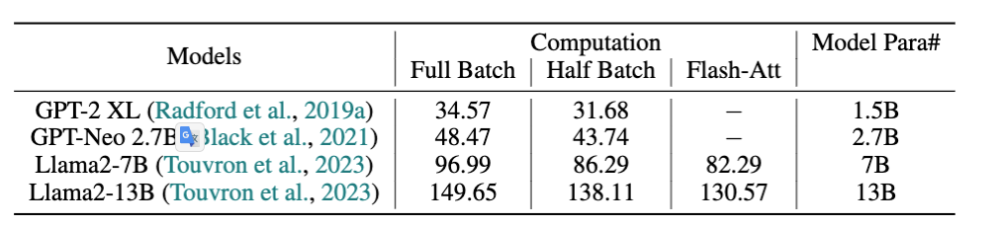 Models Computation Model Para#
Full Batch Half Batch Flash-Att
GPT-2 XL (Radford et al., 2019a) 34.57 31.68 – 1.5B
GPT-Neo 2.7B lack et al., 2021) 48.47 43.74 – 2.7B
Llama2-7B (Touvron et al., 2023) 96.99 86.29 82.29 7B
Llama2-13B (Touvron et al., 2023) 149.65 138.11 130.57 13B